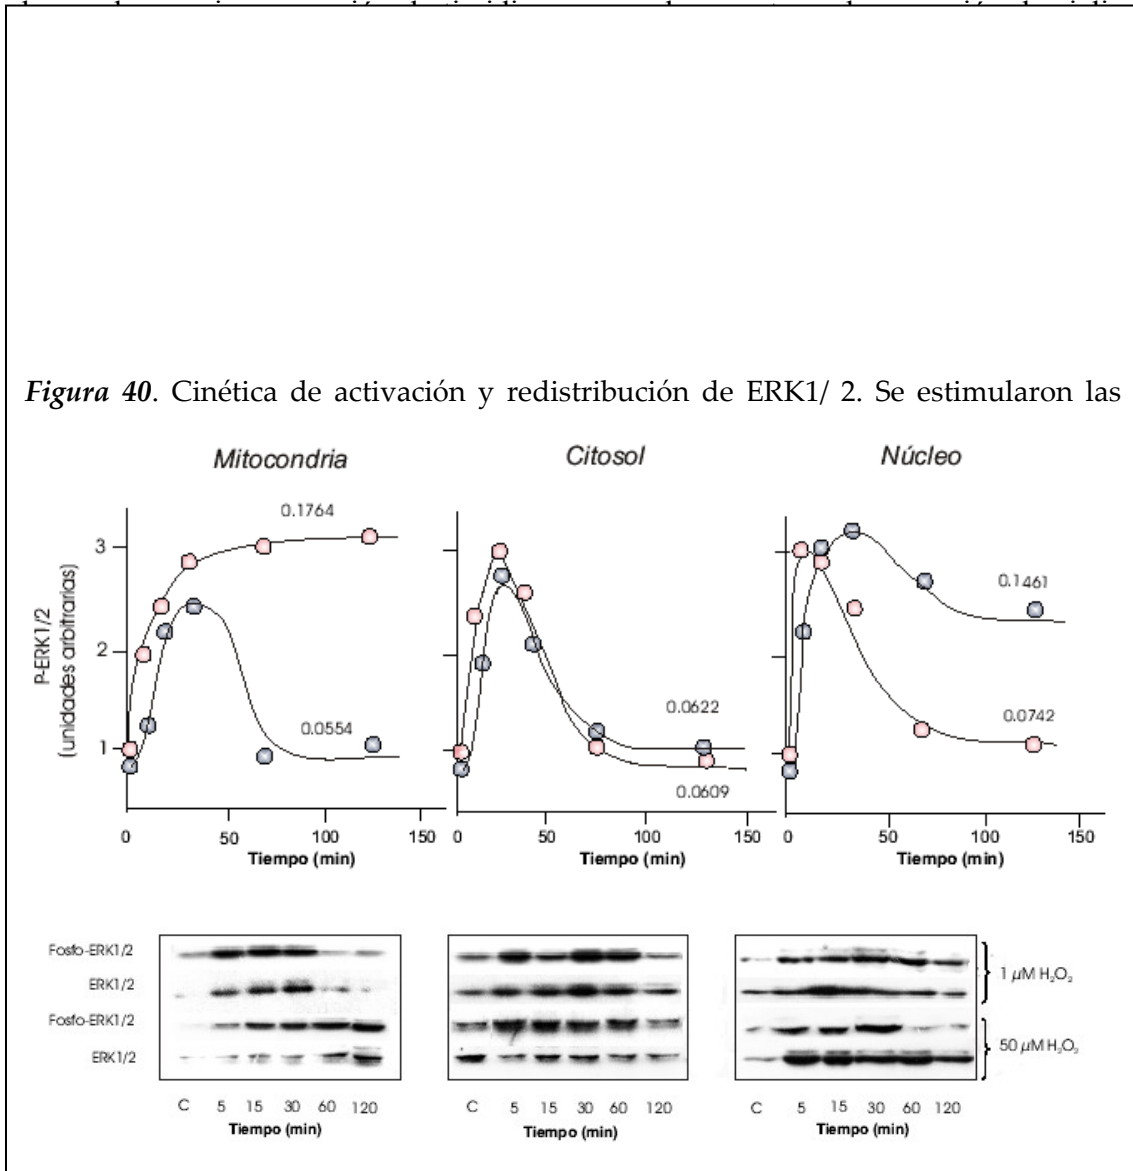 Figura 40. Cinética de activación y redistribución de ERK1/ 2. Se estimularon las
Mitocondria
Citosol
Núcleo
P-ERK1/2
(unidades arbitrarias)
3
2
1
0.1764
0.0554
0.0622
0.0609
0.1461
0.0742
0 50 100 150
Tiempo (min)
0 50 100 150
Tiempo (min)
0 50 100 150
Tiempo (min)
Fosfo-ERK1/2
ERK1/2
Fosfo-ERK1/2
ERK1/2
1 µM H₂O₂
50 µM H₂O₂
C 5 15 30 60 120
Tiempo (min)
C 5 15 30 60 120
Tiempo (min)
C 5 15 30 60 120
Tiempo (min)